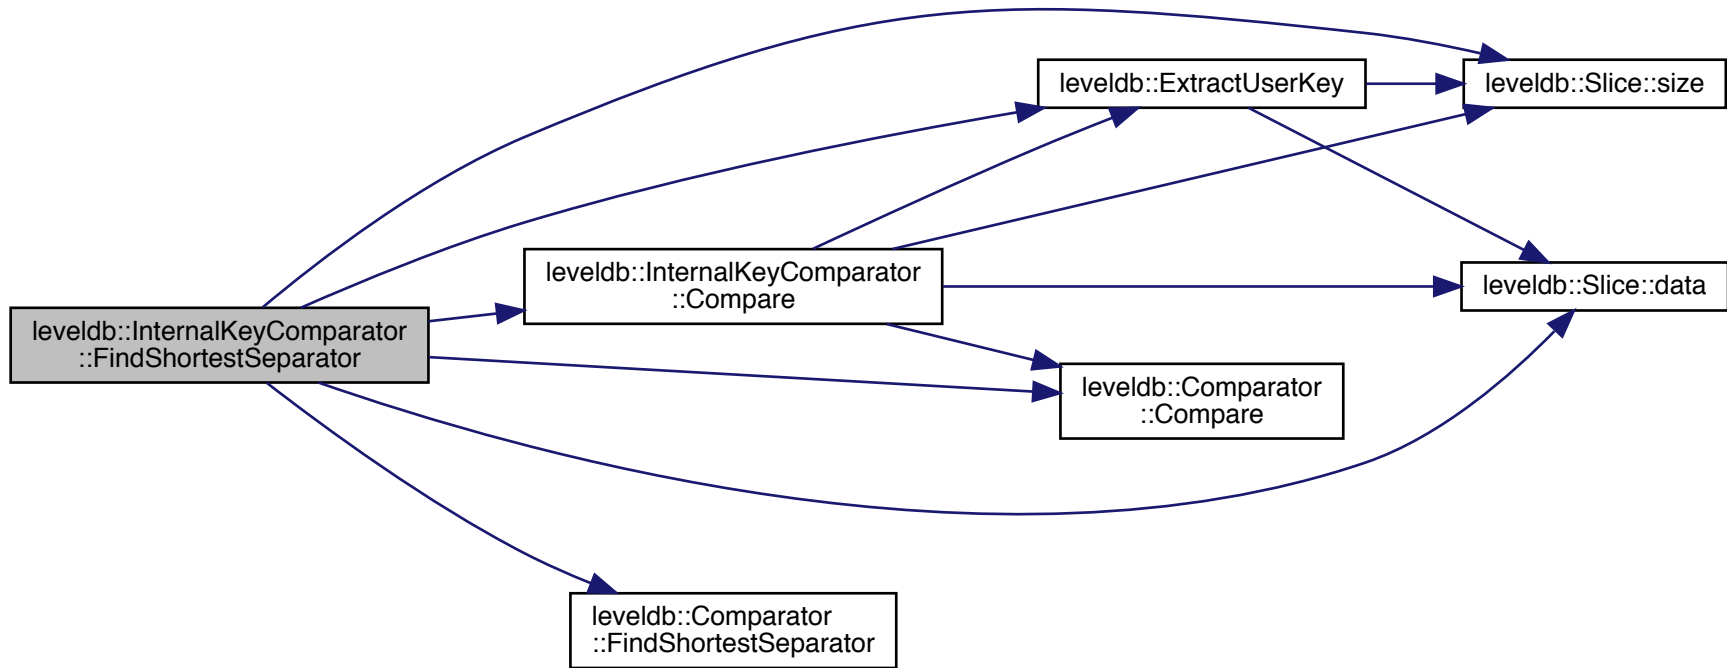 leveldb::ExtractUserKey
leveldb::Slice::size
leveldb::InternalKeyComparator
::Compare
leveldb::Slice::data
leveldb::InternalKeyComparator
::FindShortestSeparator
leveldb::Comparator
::Compare
leveldb::Comparator
::FindShortestSeparator